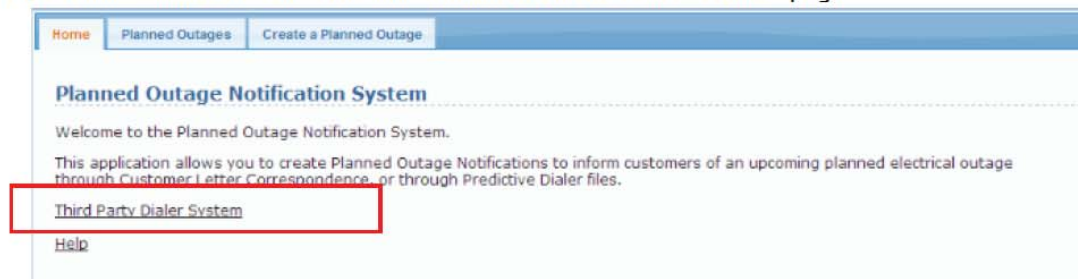 Home Planned Outages Create a Planned Outage
Planned Outage Notification System
Welcome to the Planned Outage Notification System.
This application allows you to create Planned Outage Notifications to inform customers of an upcoming planned electrical outage
through Customer Letter Correspondence, or through Predictive Dialer files.
Third Party Dialer System
Help